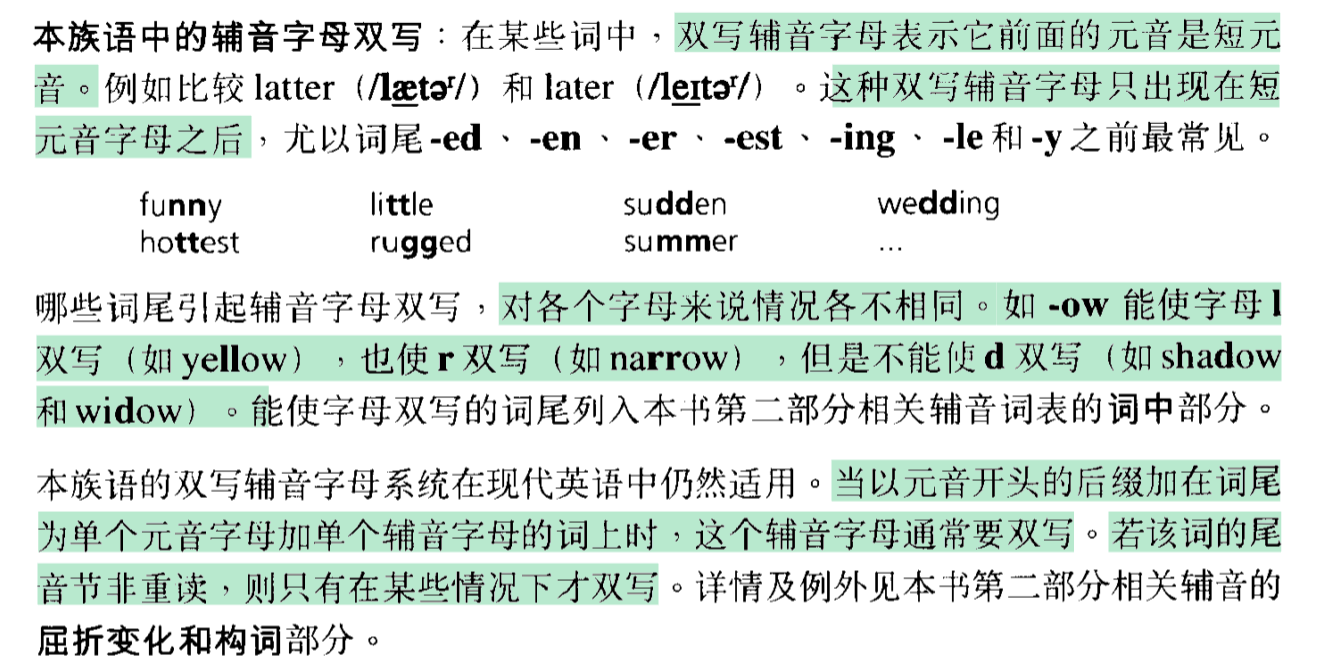 本族语中的辅音字母双写：在某些词中，双写辅音字母表示它前面的元音是短元
音。例如比较 latter（/lætəʳ/）和 later（/leɪtəʳ/）。这种双写辅音字母只出现在短
元音字母之后，尤以词尾 -ed、-en、-er、-est、-ing、-le 和 -y 之前最常见。
funny little sudden wedding
hottest rugged summer ...
哪些词尾引起辅音字母双写，对各个字母来说情况各不相同。如 -ow 能使字母 l
双写（如 yellow），也使 r 双写（如 narrow），但是不能使 d 双写（如 shadow
和 widow）。能使字母双写的词尾列入本书第二部分相关辅音词表的词中部分。
本族语的双写辅音字母系统在现代英语中仍然适用。当以元音开头的后缀加在词尾
为单个元音字母加单个辅音字母的词上时，这个辅音字母通常要双写。若该词的尾
音节非重读，则只有在某些情况下才双写。详情及例外见本书第二部分相关辅音的
屈折变化和构词部分。